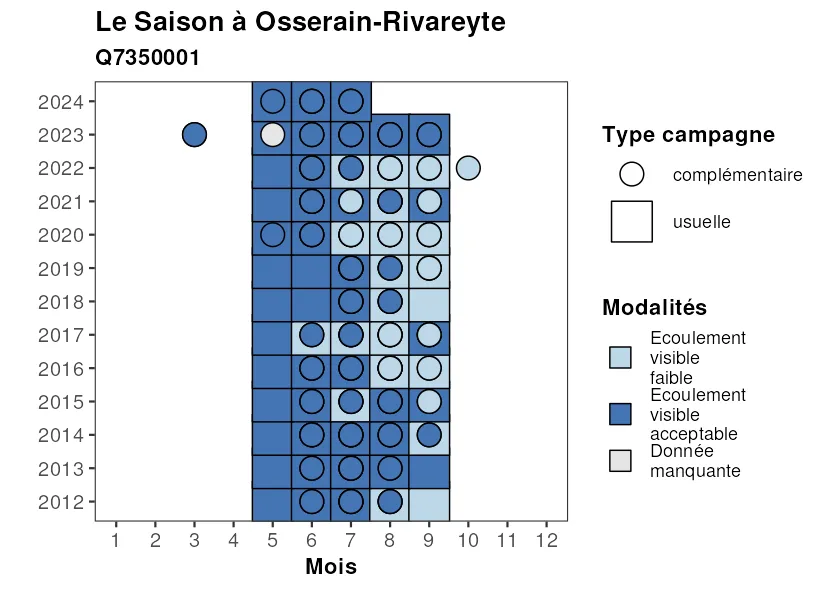 Le Saison à Osserain-Rivareyte
Q7350001
2024
2023
2022
2021
2020
2019
2018
2017
2016
2015
2014
2013
2012
1 2 3 4 5 6 7 8 9 10 11 12
Mois
Type campagne
complémentaire
usuelle
Modalités
Ecoulement
visible
faible
Ecoulement
visible
acceptable
Donnée
manquante